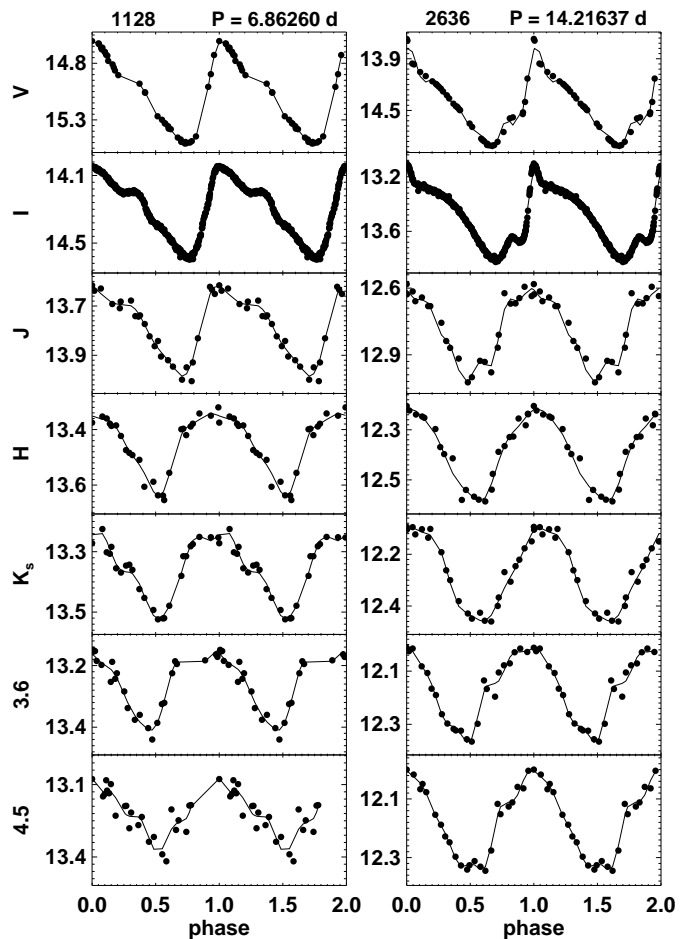 1128 P = 6.86260 d 2636 P = 14.21637 d
V 14.8 15.3 13.9 14.5
I 14.1 14.5 13.2 13.6
J 13.7 13.9 12.6 12.9
H 13.4 13.6 12.3 12.5
Ks 13.3 13.5 12.2 12.4
3.6 13.2 13.4 12.1 12.3
4.5 13.1 13.4 12.1 12.3
0.0 0.5 1.0 1.5 2.0 0.0 0.5 1.0 1.5 2.0
phase phase